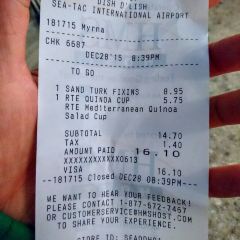 DISH D'LISH
SEA-TAC INTERNATIONAL AIRPORT
181715 Myrna
CHK 6687
DEC28'15 8:39PM
TO GO
1 SAND TURK FIXINS 8.95
1 RTE QUINOA CUP 5.75
RTE Mediterranean Quinoa
Salad Cup
SUBTOTAL 14.70
TAX 1.40
AMOUNT PAID 16.10
XXXXXXXXXXXX0613
VISA 16.10
--181715 Closed DEC28 08:39PM---
WE WANT TO HEAR YOUR FEEDBACK!
PLEASE CONTACT 1-877-672-7467
OR CUSTOMERSERVICE@HMSHOST.COM
TO SHARE YOUR EXPERIENCE.
STORE ID: